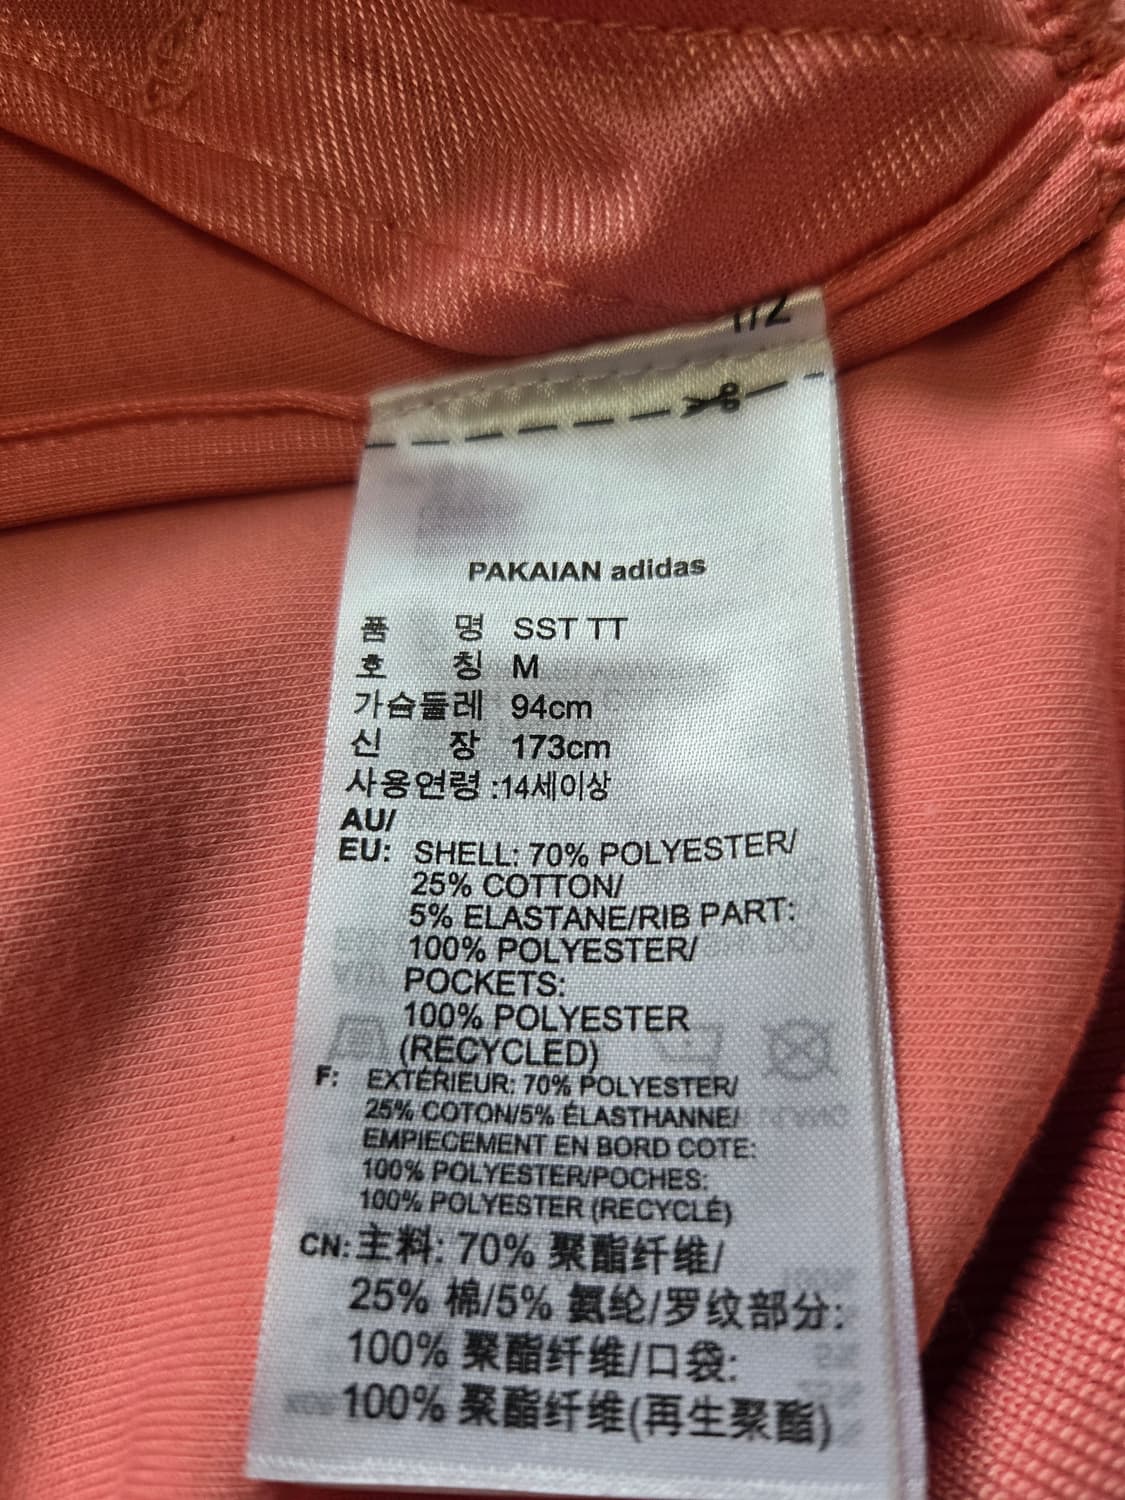 1/2
PAKAIAN adidas
품 명 SST TT
호 칭 M
가슴둘레 94cm
신 장 173cm
사용연령 :14세이상
AU/
EU: SHELL: 70% POLYESTER/
25% COTTON/
5% ELASTANE/RIB PART:
100% POLYESTER/
POCKETS:
100% POLYESTER
(RECYCLED)
F: EXTÉRIEUR: 70% POLYESTER/
25% COTON/5% ÉLASTHANNE/
EMPIECEMENT EN BORD COTE:
100% POLYESTER/POCHES:
100% POLYESTER (RECYCLÉ)
CN: 主料: 70% 聚酯纤维/
25% 棉/5% 氨纶/罗纹部分:
100% 聚酯纤维/口袋:
100% 聚酯纤维(再生聚酯)